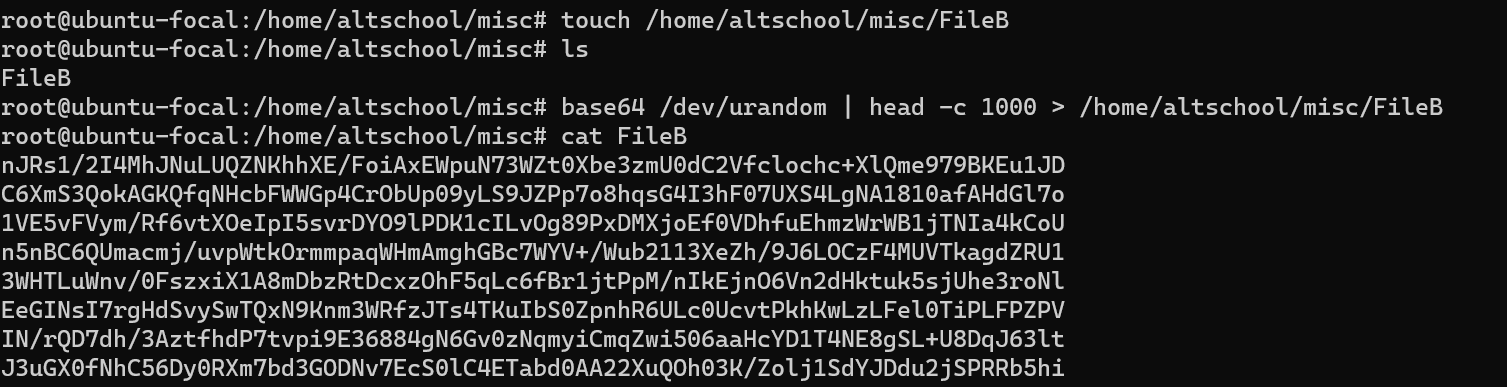 root@ubuntu-focal:/home/altschool/misc# touch /home/altschool/misc/FileB
root@ubuntu-focal:/home/altschool/misc# ls
FileB
root@ubuntu-focal:/home/altschool/misc# base64 /dev/urandom | head -c 1000 > /home/altschool/misc/FileB
root@ubuntu-focal:/home/altschool/misc# cat FileB
nJRs1/2I4MhJNuLUQZNKhhXE/FoiAxEWpuN73WZt0Xbe3zmU0dC2Vfclochc+XlQme979BKEu1JD
C6XmS3QokAGKQfqNHcbFWWGp4CrObUp09yLS9JZPp7o8hqsG4I3hF07UXS4LgNA1810afAHdGl7o
1VE5vFVym/Rf6vtXOeIpI5svrDYO9lPDK1cILvOg89PxDMXjoEf0VDhfuEhmzWrWB1jTNIa4kCoU
n5nBC6QUmacmj/uvpWtkOrmmpaqWHmAmghGBc7WYV+/Wub2113XeZh/9J6LOCzF4MUVTkagdZRU1
3WHTLuWnv/0FszxiX1A8mDbzRtDcxzOhF5qLc6fBr1jtPpM/nIkEjnO6Vn2dHktuk5sjUhe3roNl
EeGINsI7rgHdSvySwTQxN9Knm3WRfzJTs4TKuIbS0ZpnhR6ULc0UcvtPkhKwLzLFel0TiPLFPZPV
IN/rQD7dh/3AztfhdP7tvpi9E36884gN6Gv0zNqmyiCmqZwi506aaHcYD1T4NE8gSL+U8DqJ63lt
J3uGX0fNhC56Dy0RXm7bd3GODNv7EcS0lC4ETabd0AA22XuQOh03K/Zolj1SdYJDdu2jSPRRb5hi